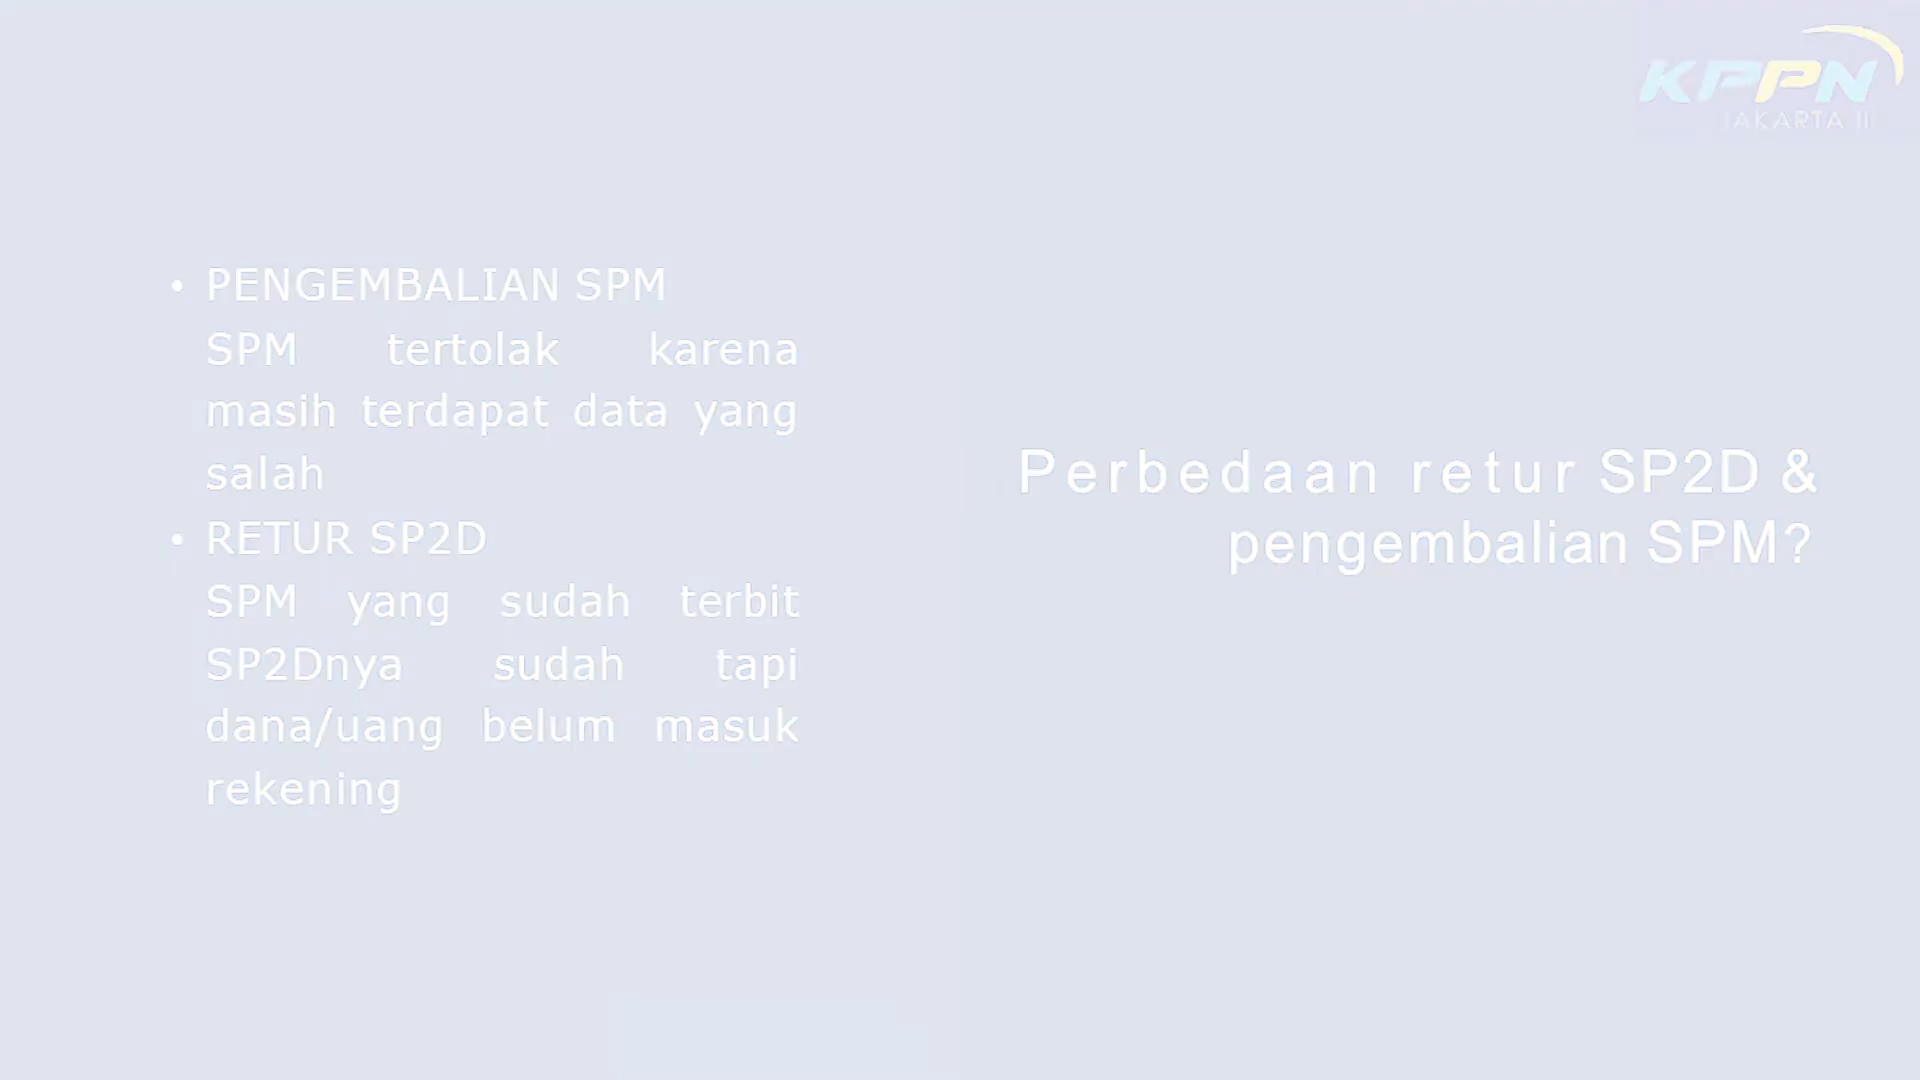 KPPN
JAKARTA III
• PENGEMBALIAN SPM
SPM tertolak karena
masih terdapat data yang
salah
• RETUR SP2D
SPM yang sudah terbit
SP2Dnya sudah tapi
dana/uang belum masuk
rekening
Perbedaan retur SP2D &
pengembalian SPM?